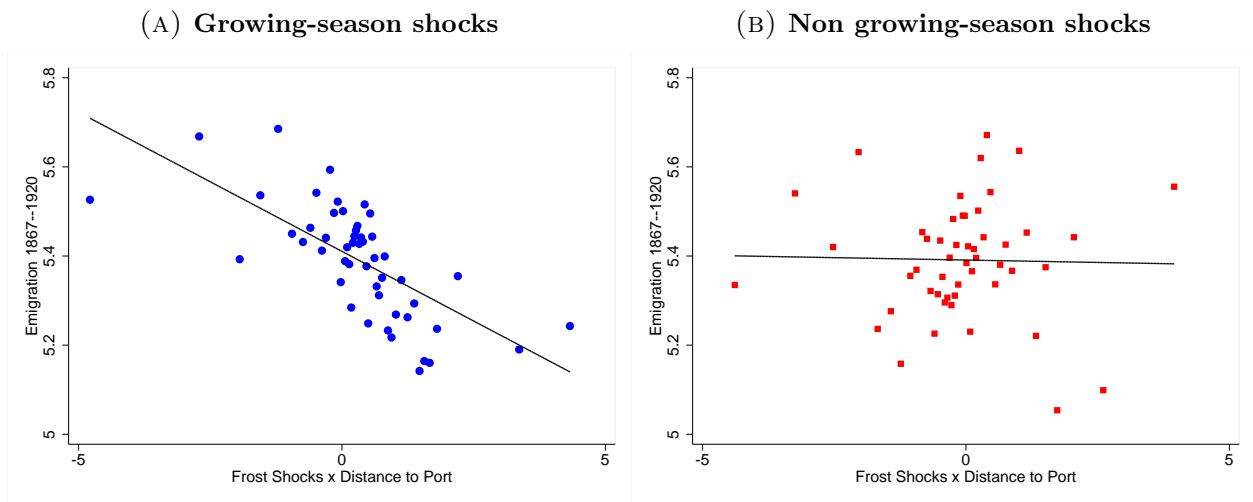 (A) Growing-season shocks
5.8
5.6
5.4
5.2
5
Emigration 1867--1920
-5
0
5
Frost Shocks x Distance to Port
(B) Non growing-season shocks
5.8
5.6
5.4
5.2
5
Emigration 1867--1920
-5
0
5
Frost Shocks x Distance to Port